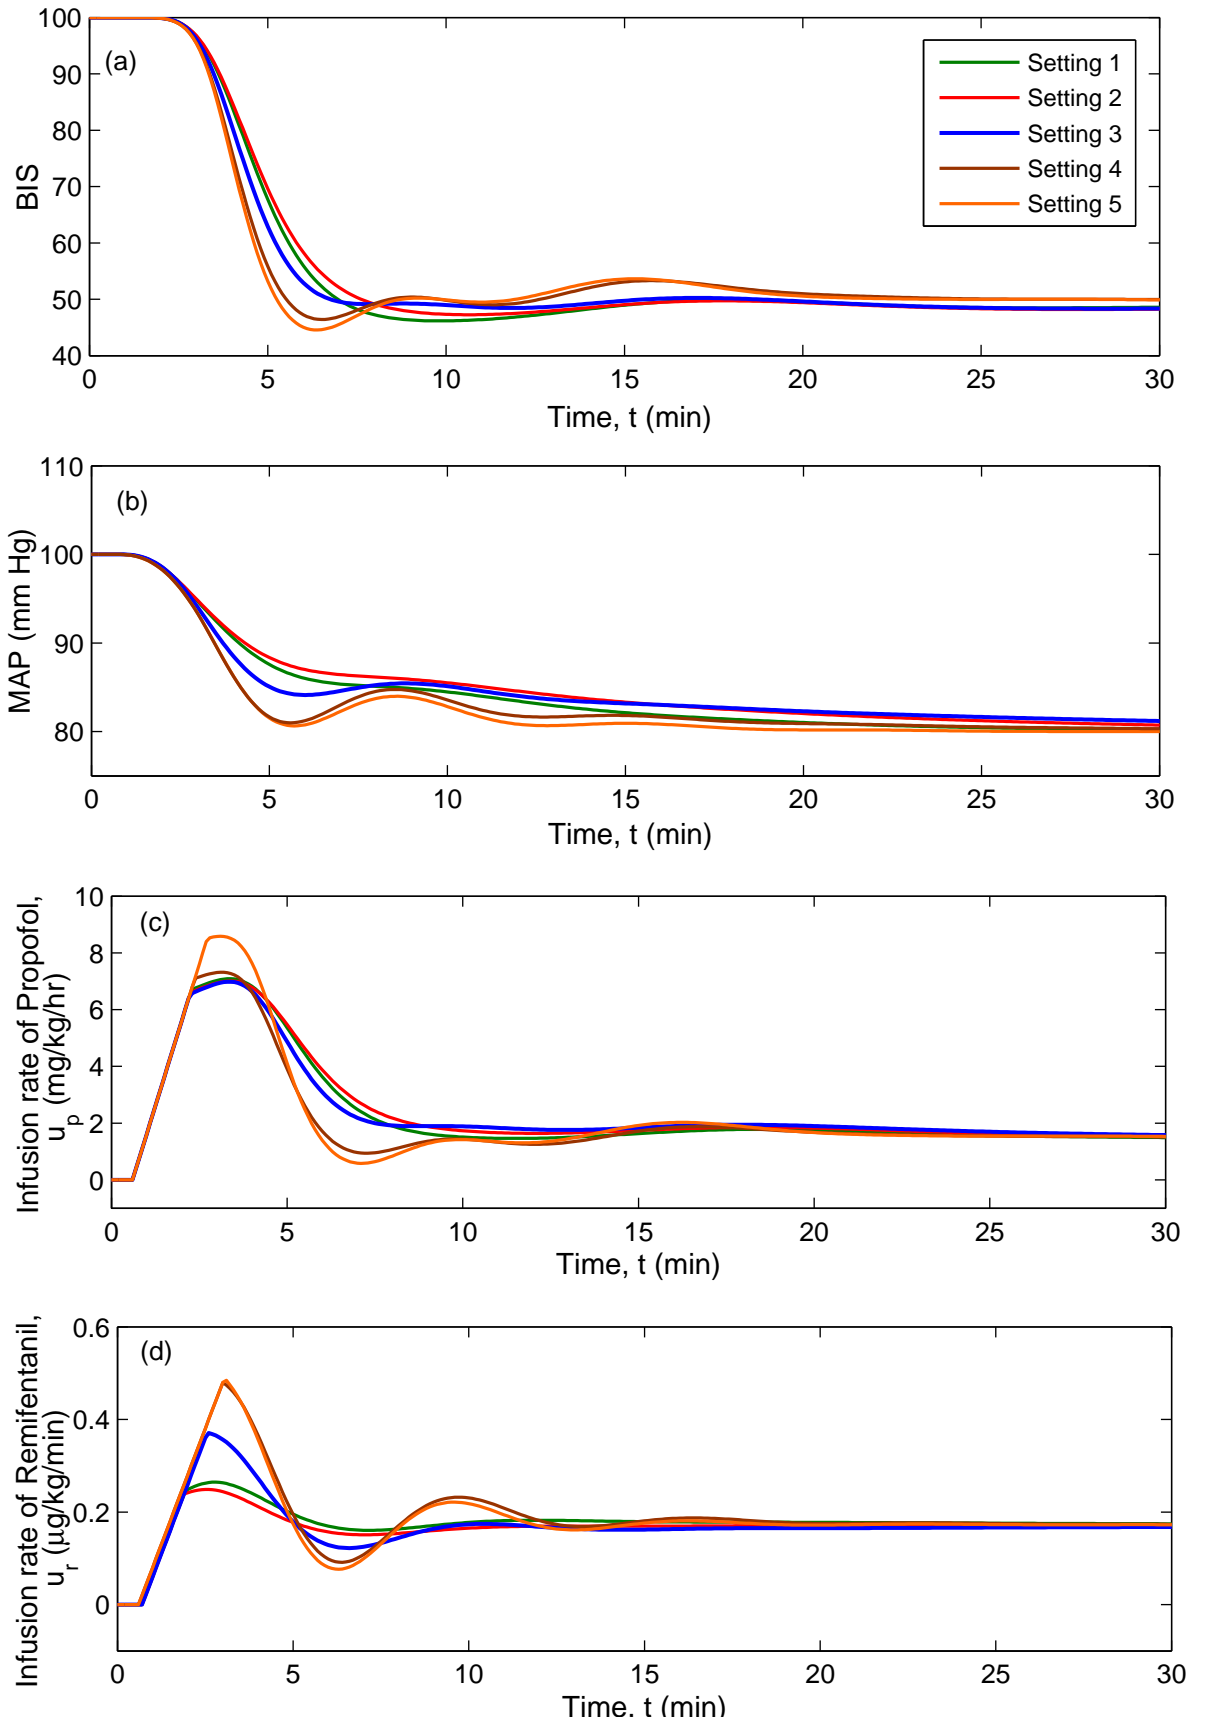 100
(a)
90
80
70
60
50
40
BIS
Setting 1
Setting 2
Setting 3
Setting 4
Setting 5
0 5 10 15 20 25 30
Time, t (min)
110
(b)
100
90
80
MAP (mm Hg)
0 5 10 15 20 25 30
Time, t (min)
10
(c)
8
6
4
2
0
Infusion rate of Propofol,
u_p (mg/kg/hr)
0 5 10 15 20 25 30
Time, t (min)
0.6
(d)
0.4
0.2
0
Infusion rate of Remifentanil,
u_r (μg/kg/min)
0 5 10 15 20 25 30
Time, t (min)